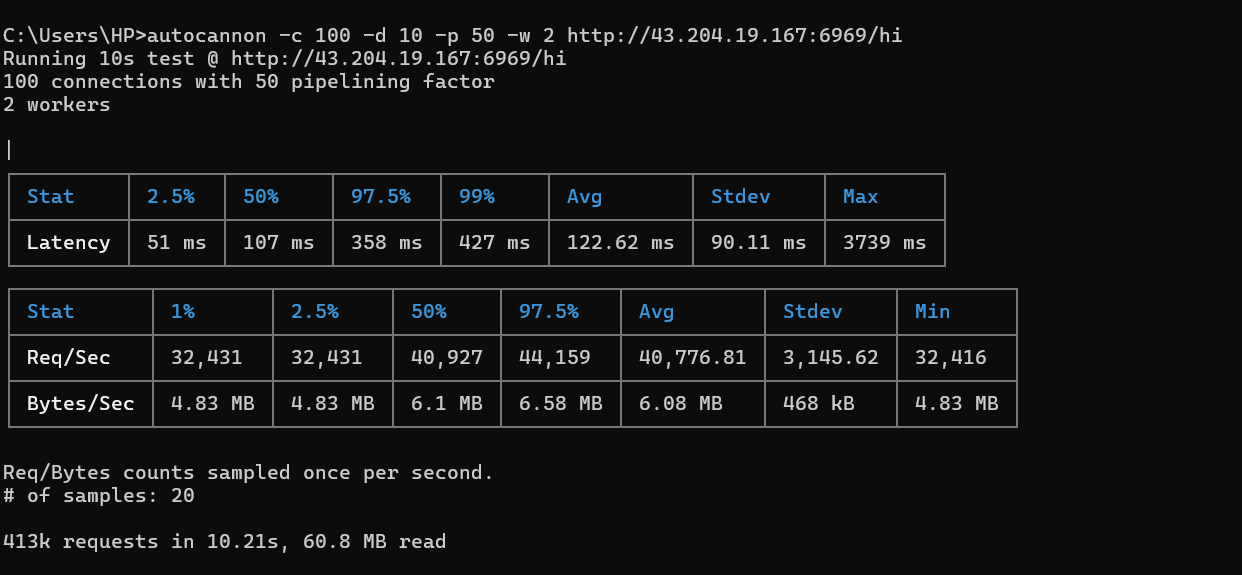 C:\Users\HP>autocannon -c 100 -d 10 -p 50 -w 2 http://43.204.19.167:6969/hi
Running 10s test @ http://43.204.19.167:6969/hi
100 connections with 50 pipelining factor
2 workers
|
Stat 2.5% 50% 97.5% 99% Avg Stdev Max
Latency 51 ms 107 ms 358 ms 427 ms 122.62 ms 90.11 ms 3739 ms
Stat 1% 2.5% 50% 97.5% Avg Stdev Min
Req/Sec 32,431 32,431 40,927 44,159 40,776.81 3,145.62 32,416
Bytes/Sec 4.83 MB 4.83 MB 6.1 MB 6.58 MB 6.08 MB 468 kB 4.83 MB
Req/Bytes counts sampled once per second.
# of samples: 20
413k requests in 10.21s, 60.8 MB read